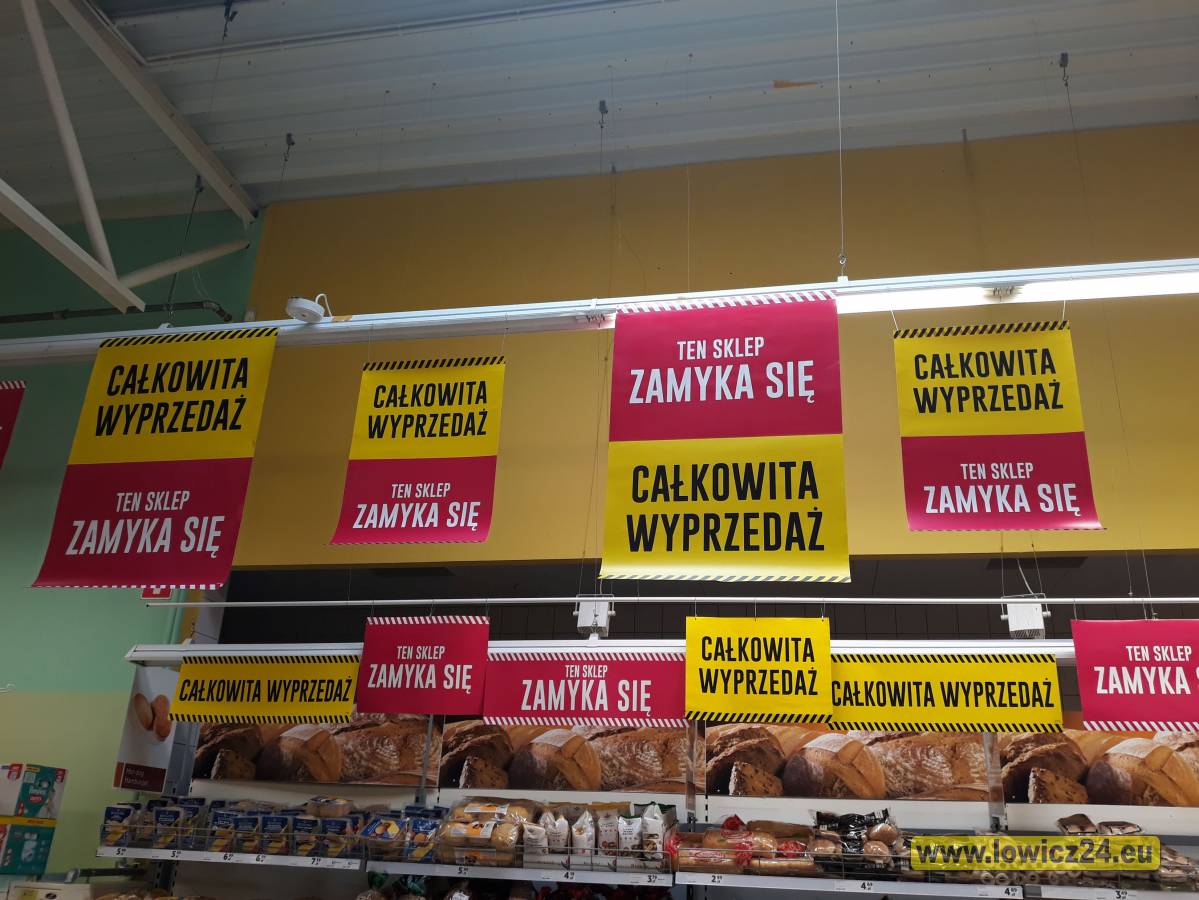 CAŁKOWITA
WYPRZEDAŻ
TEN SKLEP
ZAMYKA SIĘ
CAŁKOWITA
WYPRZEDAŻ
TEN SKLEP
ZAMYKA SIĘ
TEN SKLEP
ZAMYKA SIĘ
CAŁKOWITA
WYPRZEDAŻ
CAŁKOWITA
WYPRZEDAŻ
TEN SKLEP
ZAMYKA SIĘ
CAŁKOWITA WYPRZEDAŻ
TEN SKLEP
ZAMYKA SIĘ
TEN SKLEP
ZAMYKA SIĘ
CAŁKOWITA
WYPRZEDAŻ
CAŁKOWITA WYPRZEDAŻ
TEN SKLEP
ZAMYKA SI
www.lowicz24.eu